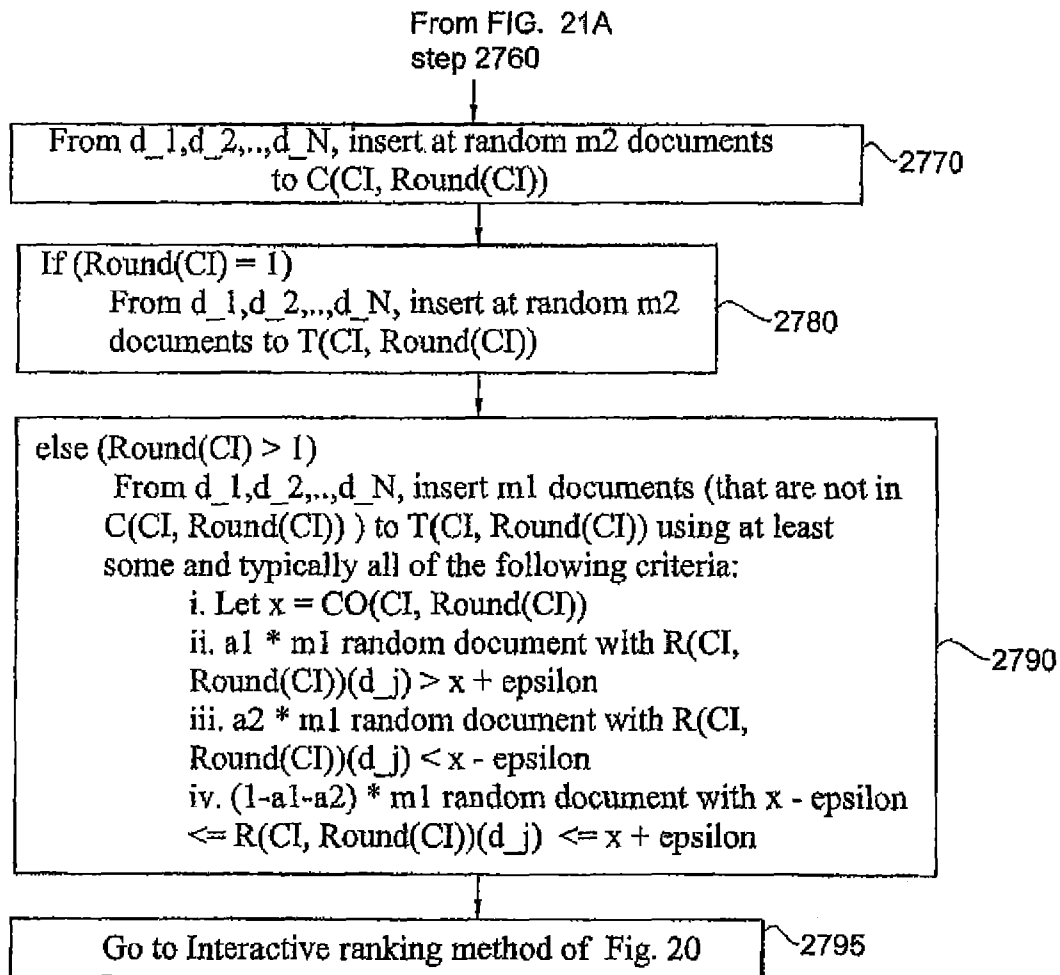 From FIG. 21A
step 2760
From d_1,d_2,..,d_N, insert at random m2 documents
to C(CI, Round(CI))
2770
If (Round(CI) = 1)
From d_1,d_2,..,d_N, insert at random m2
documents to T(CI, Round(CI))
2780
else (Round(CI) > 1)
From d_1,d_2,..,d_N, insert m1 documents (that are not in
C(CI, Round(CI)) ) to T(CI, Round(CI)) using at least
some and typically all of the following criteria:
i. Let x = CO(CI, Round(CI))
ii. a1 * m1 random document with R(CI,
Round(CI))(d_j) > x + epsilon
iii. a2 * m1 random document with R(CI,
Round(CI))(d_j) < x - epsilon
iv. (1-a1-a2) * m1 random document with x - epsilon
<= R(CI, Round(CI))(d_j) <= x + epsilon
2790
Go to Interactive ranking method of Fig. 20
2795